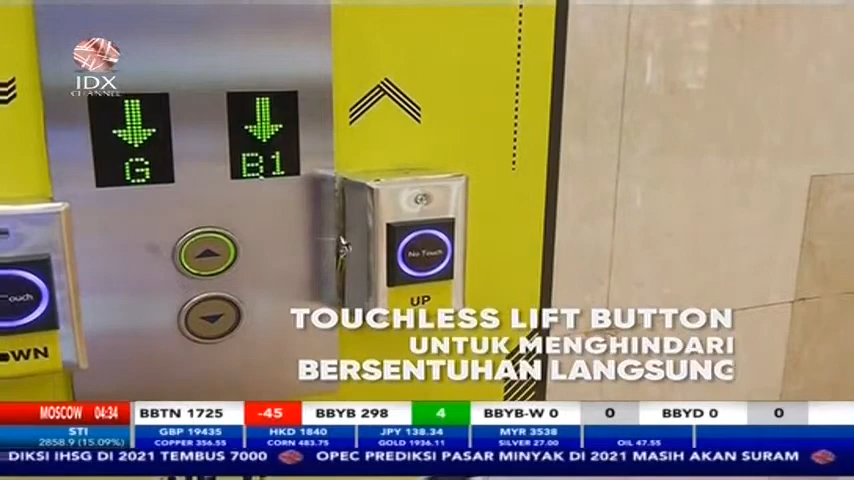 IDX
CHANNEL
G
B1
No Touch
UP
Touch
DOWN
TOUCHLESS LIFT BUTTON
UNTUK MENGHINDARI
BERSENTUHAN LANGSUNG
MOSCOW 04:34
BBTN 1725 -45 BBYB 298 4 BBYB-W 0 0 BBYD 0 0
STI
2858.9 (15.09%)
GBP 19435 HKD 1840 JPY 138.34 MYR 3538
COPPER 356.55 CORN 483.75 GOLD 1936.11 SILVER 27.00 OIL 47.55
DIKSI IHSG DI 2021 TEMBUS 7000 OPEC PREDIKSI PASAR MINYAK DI 2021 MASIH AKAN SURAM